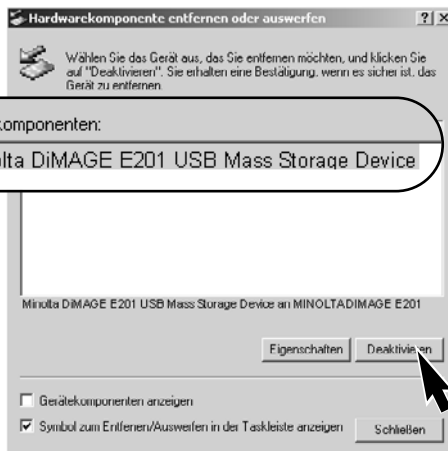 Hardwarekomponente entfernen oder auswerfen
Wählen Sie das Gerät aus, das Sie entfernen möchten, und klicken Sie
auf "Deaktivieren". Sie erhalten eine Bestätigung, wenn es sicher ist, das
Gerät zu entfernen.
komponenten:
lta DiMAGE E201 USB Mass Storage Device
Minolta DiMAGE E201 USB Mass Storage Device an MINOLTADIMAGE E201
Eigenschaften Deaktivieren
Gerätekomponenten anzeigen
Symbol zum Entfernen/Auswerfen in der Taskleiste anzeigen Schließen